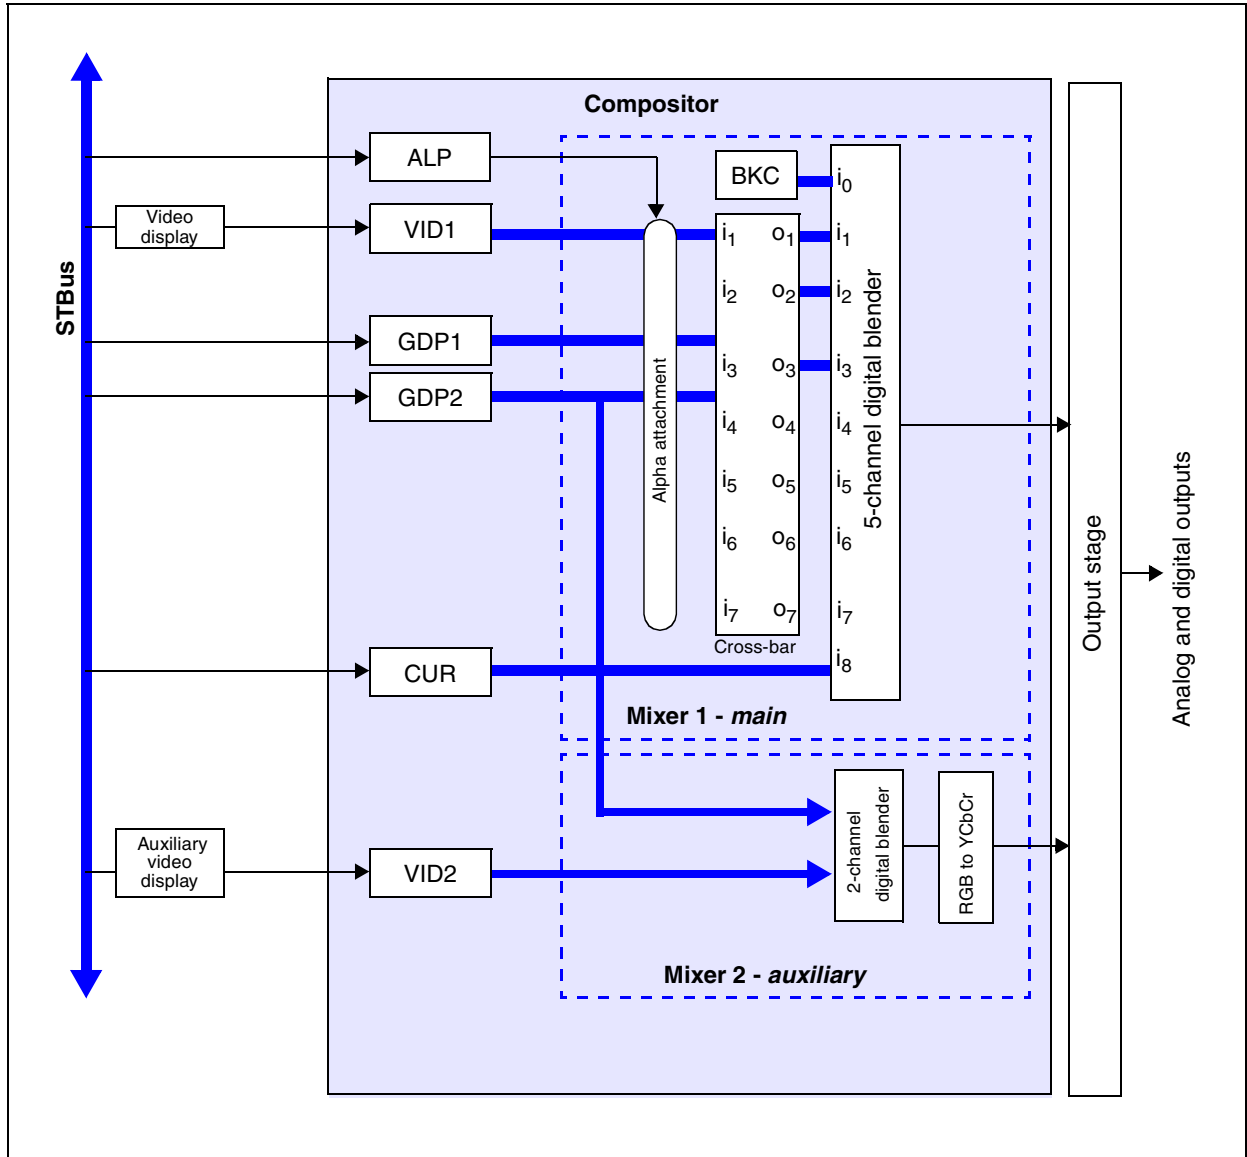 Compositor
STBus
ALP
Video
display
VID1
GDP1
GDP2
CUR
Auxiliary
video
display
VID2
Alpha attachment
BKC
i1 o1
i2 o2
i3 o3
i4 o4
i5 o5
i6 o6
i7 o7
Cross-bar
i0
i1
i2
i3
i4
i5
i6
i7
i8
5-channel digital blender
Mixer 1 - main
2-channel
digital blender
RGB to YCbCr
Mixer 2 - auxiliary
Output stage
Analog and digital outputs